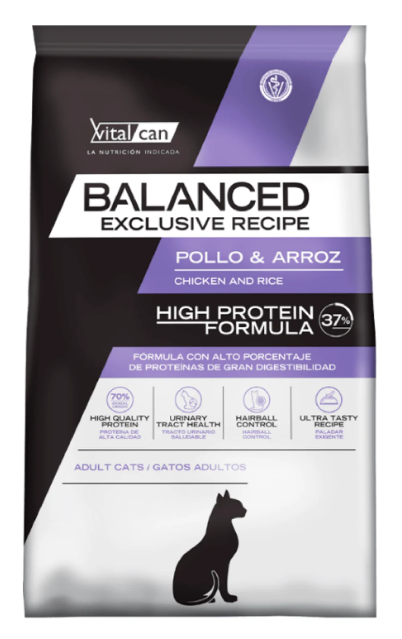 Vital can
LA NUTRICIÓN INDICADA
BALANCED
EXCLUSIVE RECIPE
POLLO & ARROZ
CHICKEN AND RICE
HIGH PROTEIN
FORMULA
37%
FÓRMULA CON ALTO PORCENTAJE
DE PROTEINAS DE GRAN DIGESTIBILIDAD
70%
HIGH QUALITY
PROTEIN
PROTEINA DE
ALTA CALIDAD
URINARY
TRACT HEALTH
TRACTO URINARIO
SALUDABLE
HAIRBALL
CONTROL
HAIRBALL
CONTROL
ULTRA TASTY
RECIPE
PALADAR
EXIGENTE
ADULT CATS / GATOS ADULTOS